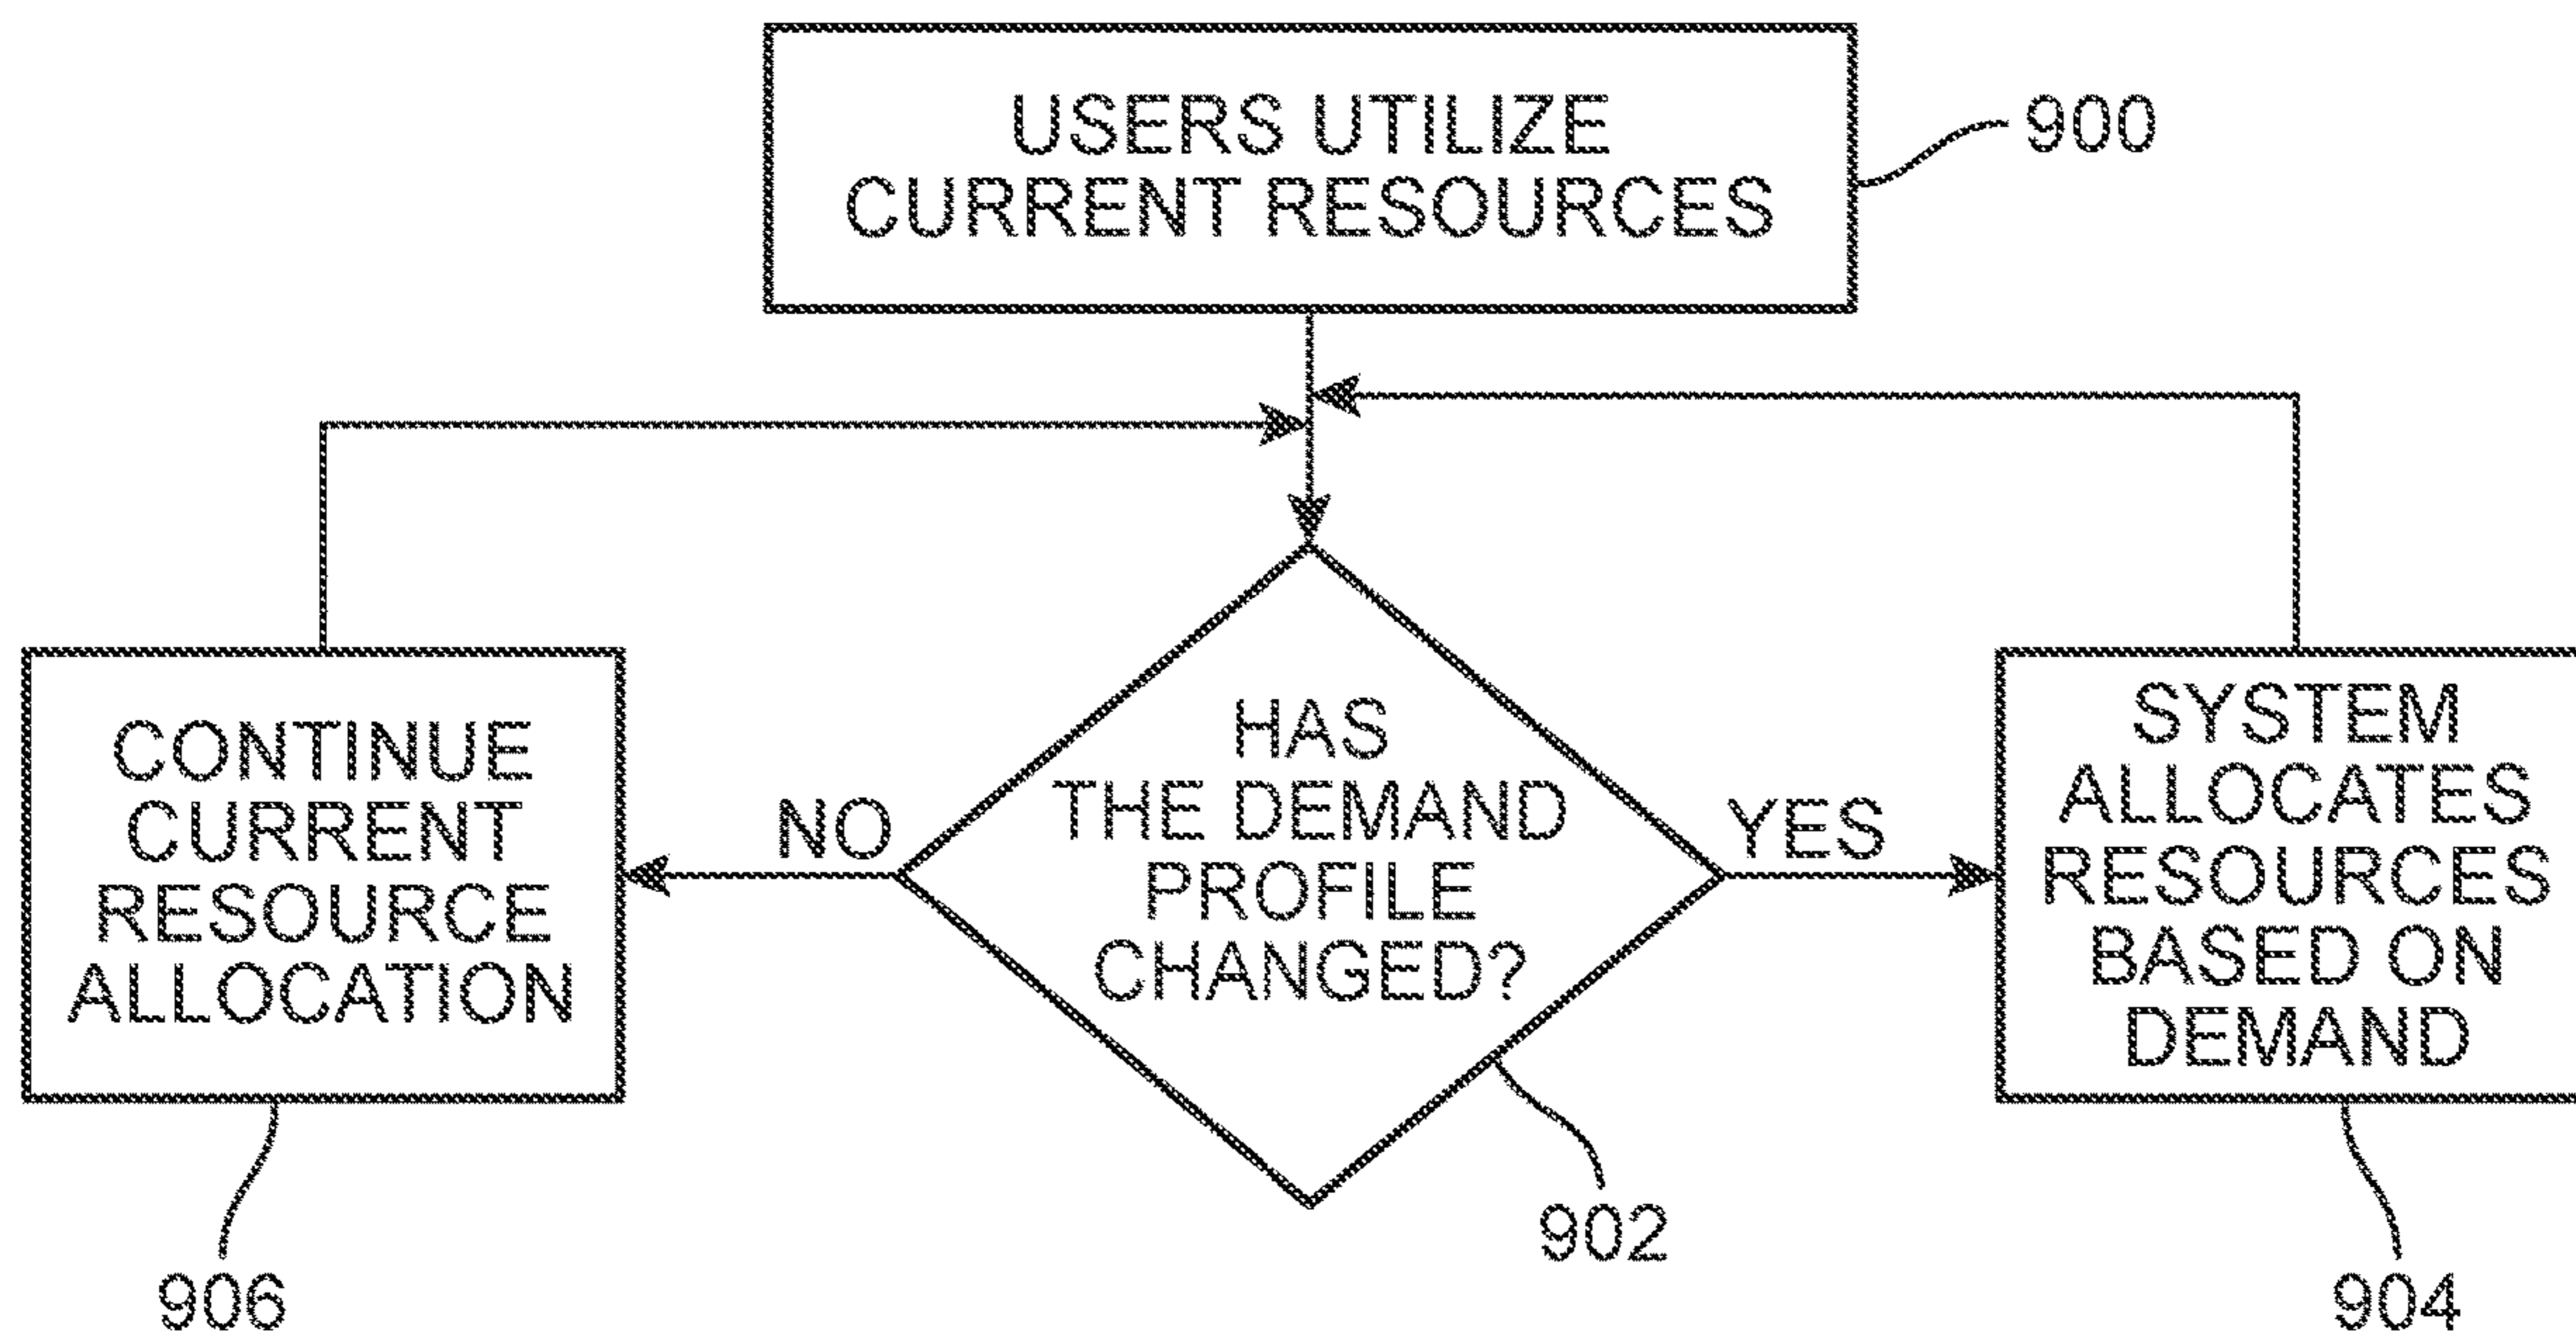 USERS UTILIZE
CURRENT RESOURCES
900
CONTINUE
CURRENT
RESOURCE
ALLOCATION
906
NO
HAS
THE DEMAND
PROFILE
CHANGED?
902
YES
SYSTEM
ALLOCATES
RESOURCES
BASED ON
DEMAND
904